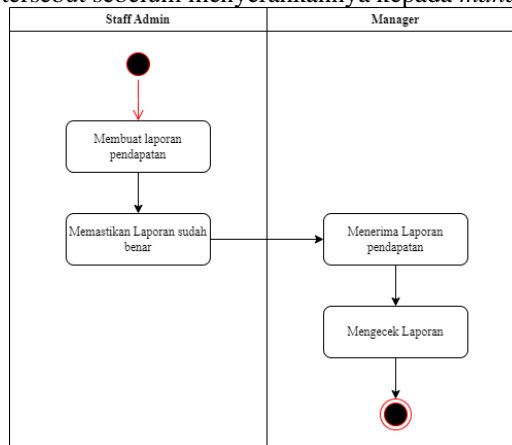 tersebut sebelum menyerahkannya kepada
Staff Admin
Manager
Membuat laporan
pendapatan
Memastikan Laporan sudah
benar
Menerima Laporan
pendapatan
Mengecek Laporan